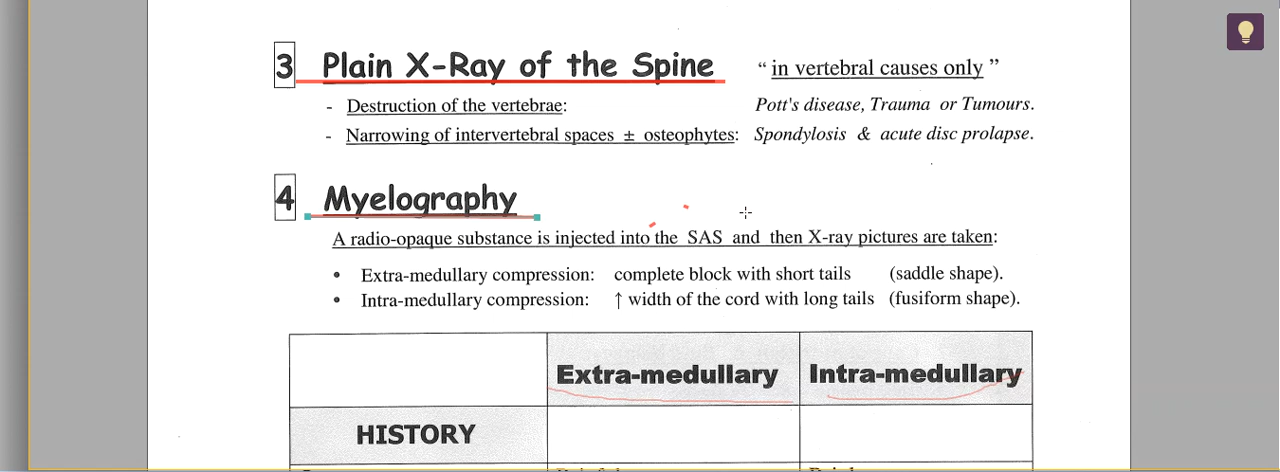 3 Plain X-Ray of the Spine “ in vertebral causes only ”
- Destruction of the vertebrae: Pott's disease, Trauma or Tumours.
- Narrowing of intervertebral spaces ± osteophytes: Spondylosis & acute disc prolapse.
4 Myelography
A radio-opaque substance is injected into the SAS and then X-ray pictures are taken:
• Extra-medullary compression: complete block with short tails (saddle shape).
• Intra-medullary compression: ↑ width of the cord with long tails (fusiform shape).
Extra-medullary Intra-medullary
HISTORY